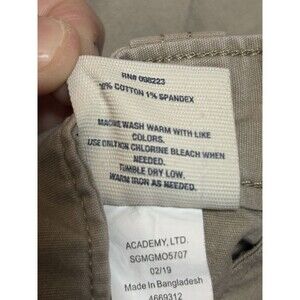 RN# 098223
% COTTON 1% SPANDEX
MACHINE WASH WARM WITH LIKE
COLORS.
USE ONLY NON CHLORINE BLEACH WHEN
NEEDED.
TUMBLE DRY LOW.
WARM IRON AS NEEDED.
ACADEMY, LTD.
SGMGMO5707
02/19
Made in Bangladesh
4669312